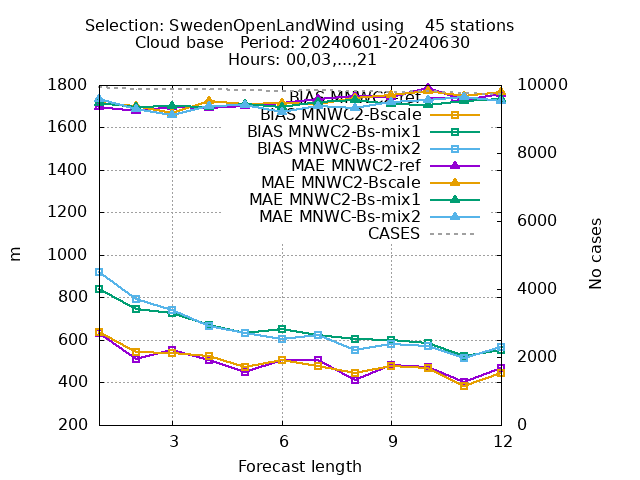 Selection: SwedenOpenLandWind using    45 stations
Cloud base   Period: 20240601-20240630
Hours: 00,03,...,21
1800
1600
1400
1200
1000
800
600
400
200
10000
8000
6000
4000
2000
0
m
No cases
BIAS MNWC2-ref
BIAS MNWC2-Bscale
BIAS MNWC2-Bs-mix1
BIAS MNWC-Bs-mix2
MAE MNWC2-ref
MAE MNWC2-Bscale
MAE MNWC2-Bs-mix1
MAE MNWC-Bs-mix2
CASES
3
6
9
12
Forecast length